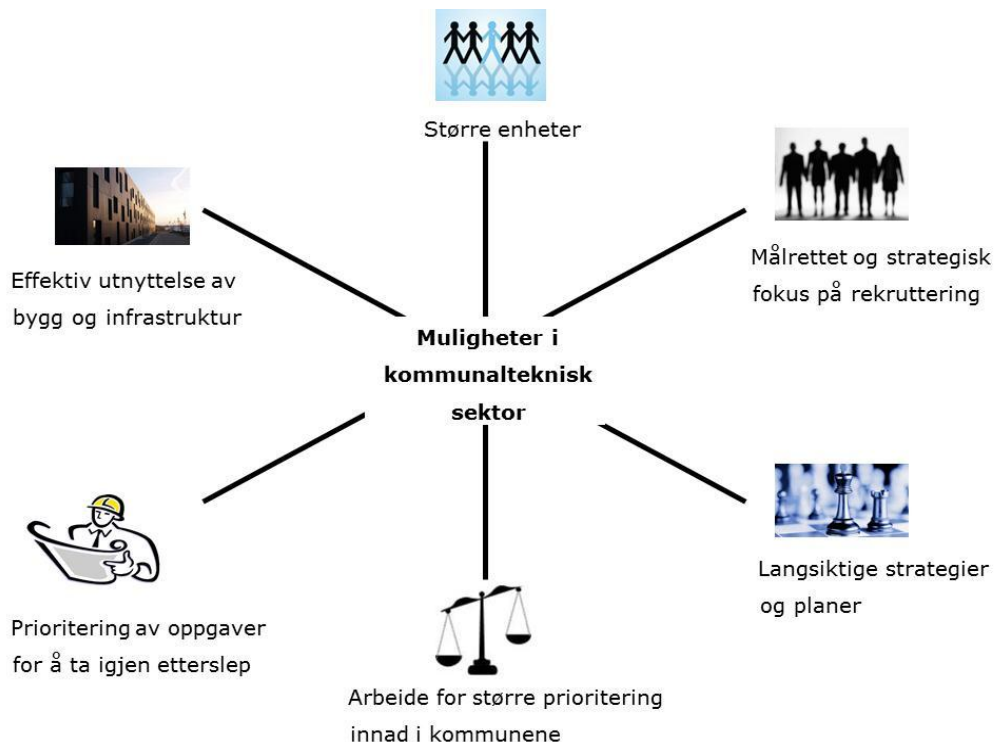 Større enheter
Målrettet og strategisk
fokus på rekruttering
Effektiv utnyttelse av
bygg og infrastruktur
Muligheter i
kommunalteknisk
sektor
Langsiktige strategier
og planer
Prioritering av oppgaver
for å ta igjen etterslep
Arbeide for større prioritering
innad i kommunene